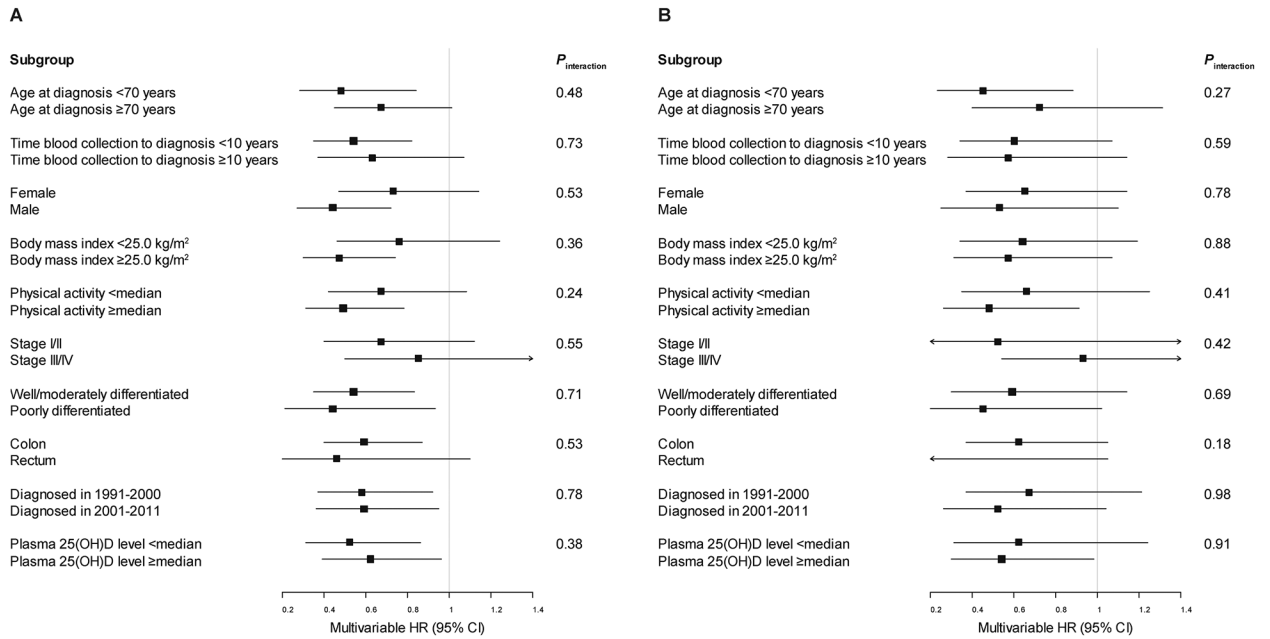 A
Subgroup P interaction
Age at diagnosis <70 years 0.48
Age at diagnosis ≥70 years
Time blood collection to diagnosis <10 years 0.73
Time blood collection to diagnosis ≥10 years
Female 0.53
Male
Body mass index <25.0 kg/m² 0.36
Body mass index ≥25.0 kg/m²
Physical activity <median 0.24
Physical activity ≥median
Stage I/II 0.55
Stage III/IV
Well/moderately differentiated 0.71
Poorly differentiated
Colon 0.53
Rectum
Diagnosed in 1991-2000 0.78
Diagnosed in 2001-2011
Plasma 25(OH)D level <median 0.38
Plasma 25(OH)D level ≥median
0.2 0.4 0.6 0.8 1 1.2 1.4
Multivariable HR (95% CI)
B
Subgroup P interaction
Age at diagnosis <70 years 0.27
Age at diagnosis ≥70 years
Time blood collection to diagnosis <10 years 0.59
Time blood collection to diagnosis ≥10 years
Female 0.78
Male
Body mass index <25.0 kg/m² 0.88
Body mass index ≥25.0 kg/m²
Physical activity <median 0.41
Physical activity ≥median
Stage I/II 0.42
Stage III/IV
Well/moderately differentiated 0.69
Poorly differentiated
Colon 0.18
Rectum
Diagnosed in 1991-2000 0.98
Diagnosed in 2001-2011
Plasma 25(OH)D level <median 0.91
Plasma 25(OH)D level ≥median
0.2 0.4 0.6 0.8 1 1.2 1.4
Multivariable HR (95% CI)